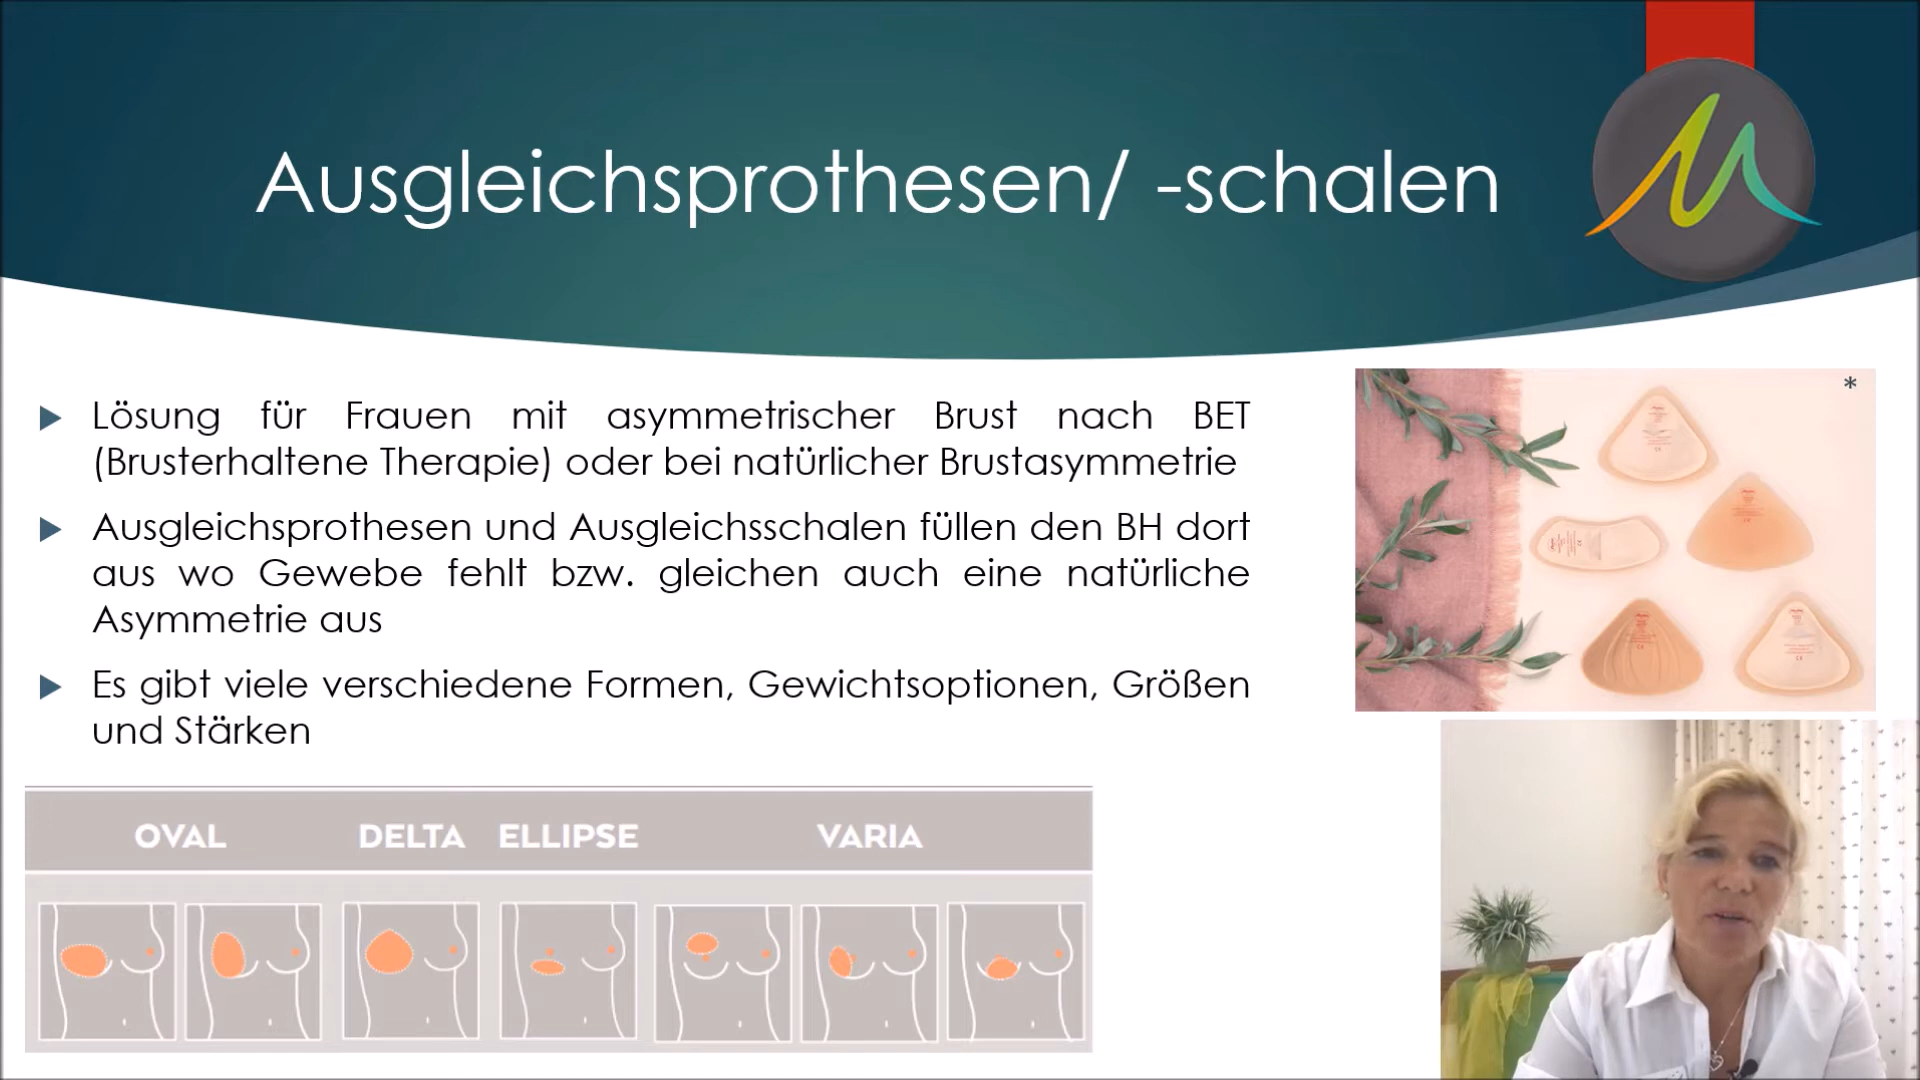 Ausgleichsprothesen/ -schalen
Lösung für Frauen mit asymmetrischer Brust nach BET
(Brusterhaltene Therapie) oder bei natürlicher Brustasymmetrie
Ausgleichsprothesen und Ausgleichsschalen füllen den BH dort
aus wo Gewebe fehlt bzw. gleichen auch eine natürliche
Asymmetrie aus
Es gibt viele verschiedene Formen, Gewichtsoptionen, Größen
und Stärken
*
OVAL DELTA ELLIPSE VARIA